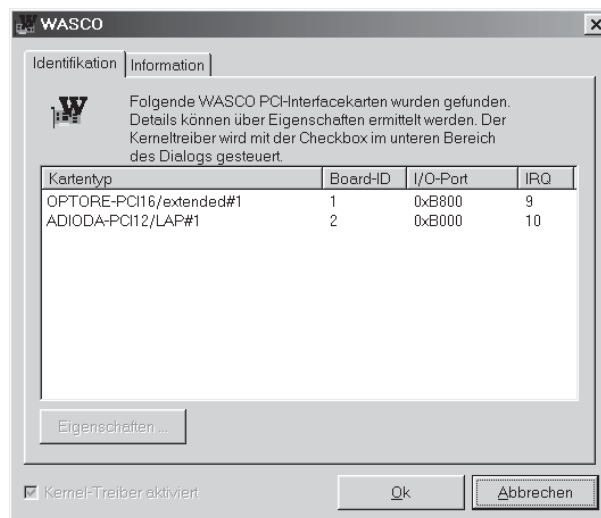 WASCO
Identifikation Information
Folgende WASCO PCI-Interfacekarten wurden gefunden.
Details können über Eigenschaften ermittelt werden. Der
Kerneltreiber wird mit der Checkbox im unteren Bereich
des Dialogs gesteuert.
Kartentyp Board-ID I/O-Port IRQ
OPTORE-PCI16/extended#1 1 0xB800 9
ADIODA-PCI12/LAP#1 2 0xB000 10
Eigenschaften ...
Kernel-Treiber aktiviert Ok Abbrechen